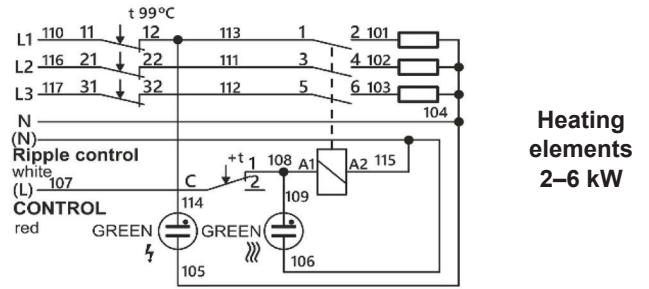 t 99°C
L1 110 11 12 113 1 2 101
L2 116 21 22 111 3 4 102
L3 117 31 32 112 5 6 103
N 104
(N)
Ripple control
white
(L) 107 C +t 1 2 108 A1 A2 115
CONTROL
red
114 109
GREEN GREEN
105 106
Heating
elements
2–6 kW